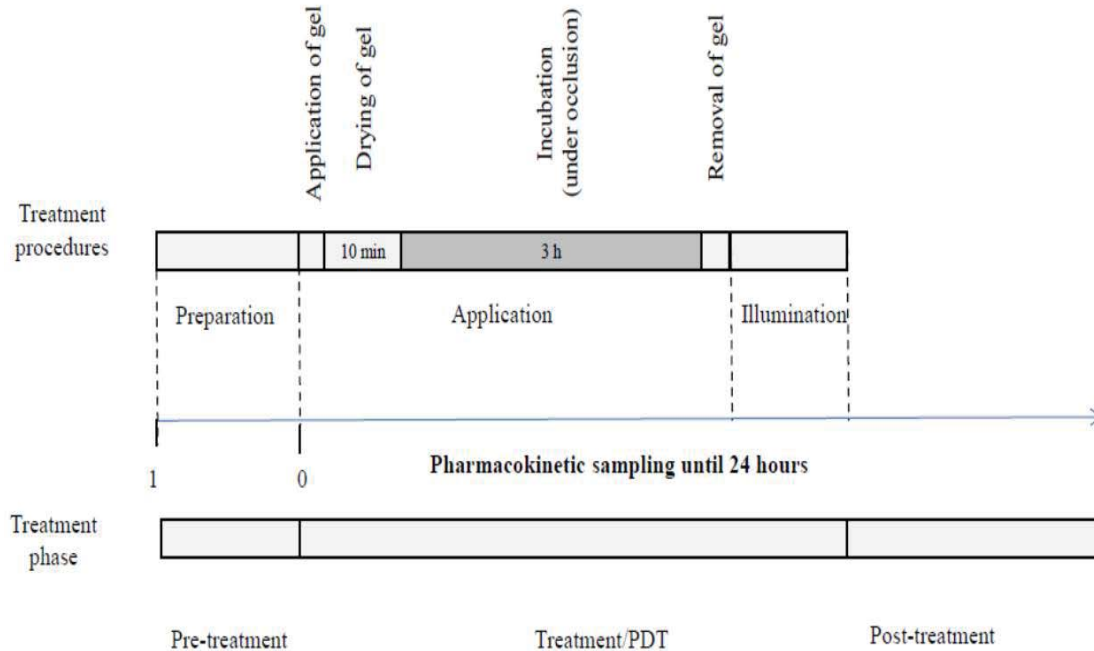 Application of gel
Drying of gel
Incubation
(under occlusion)
Removal of gel
Treatment
procedures
10 min
3 h
Preparation
Application
Illumination
Pharmacokinetic sampling until 24 hours
1
0
Treatment
phase
Pre-treatment
Treatment/PDT
Post-treatment